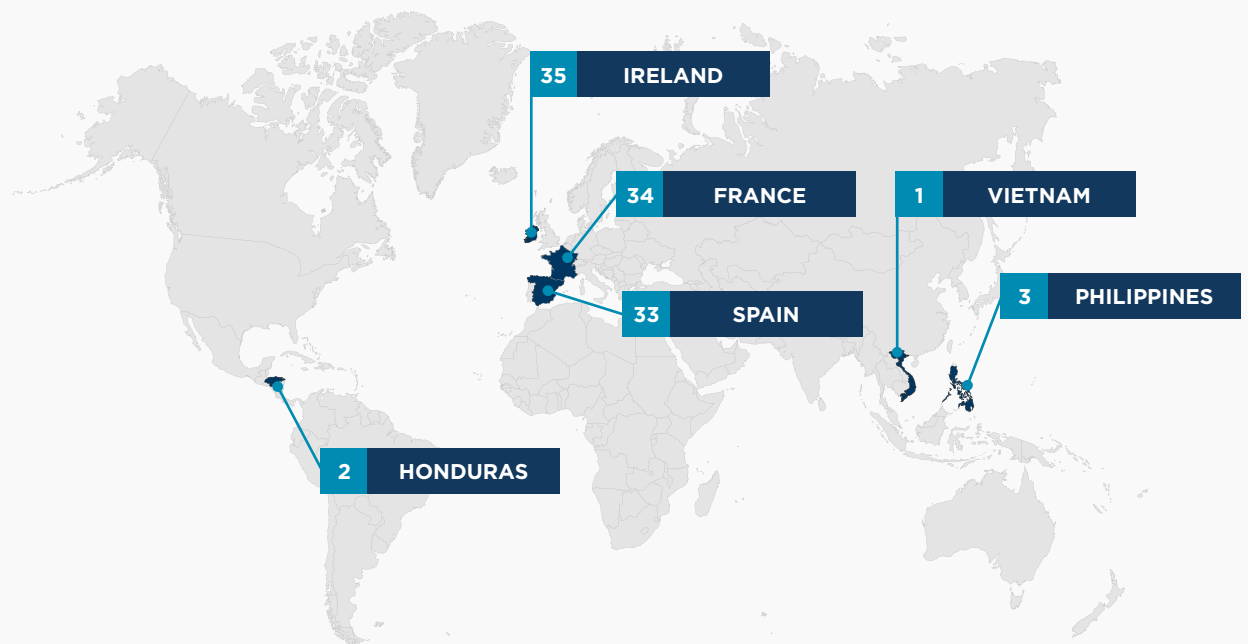 35 IRELAND
34 FRANCE
1 VIETNAM
3 PHILIPPINES
33 SPAIN
2 HONDURAS